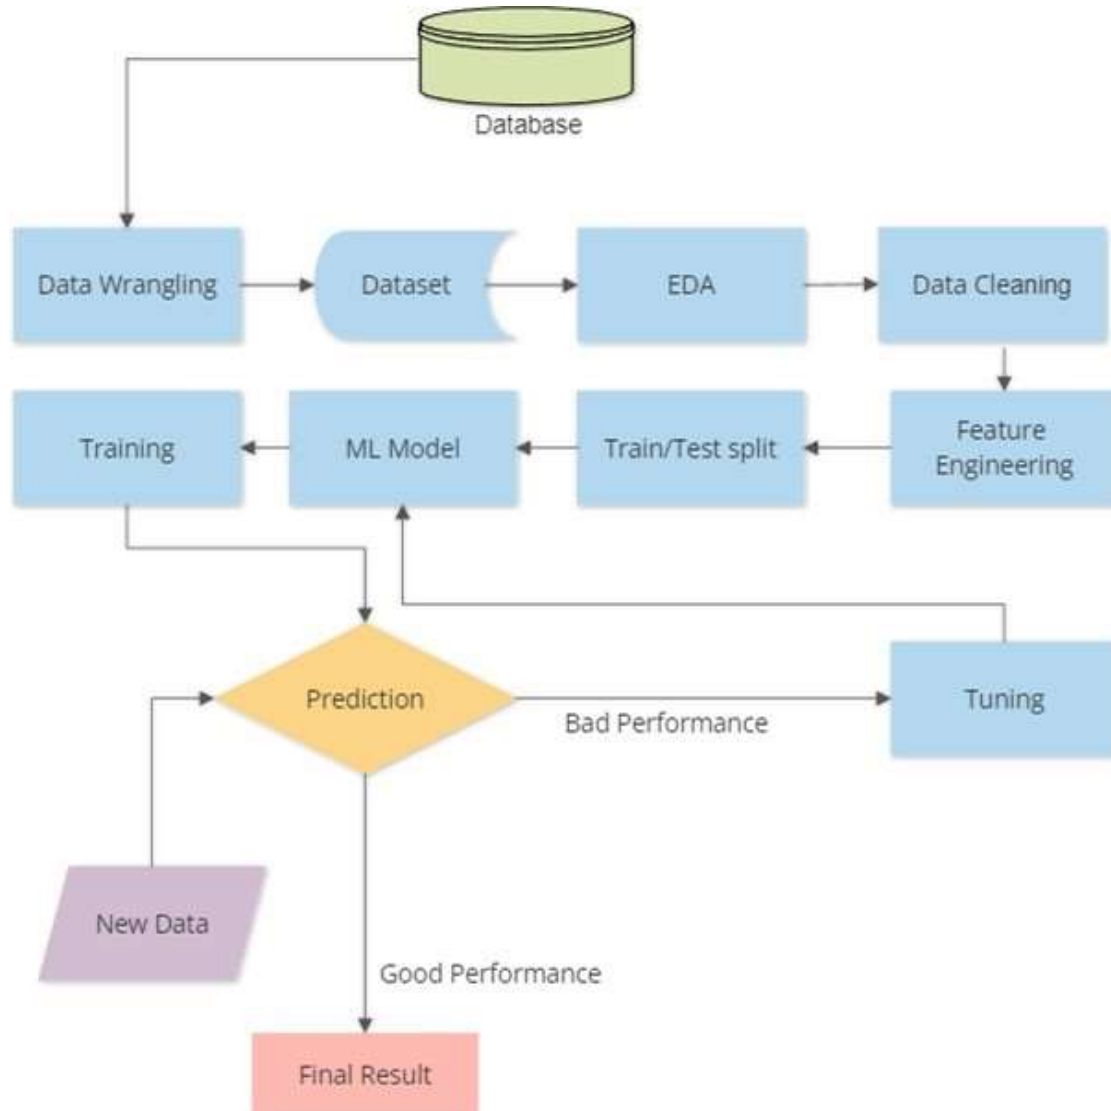 Database
Data Wrangling
Dataset
EDA
Data Cleaning
Training
ML Model
Train/Test split
Feature
Engineering
Prediction
Bad Performance
Tuning
New Data
Good Performance
Final Result